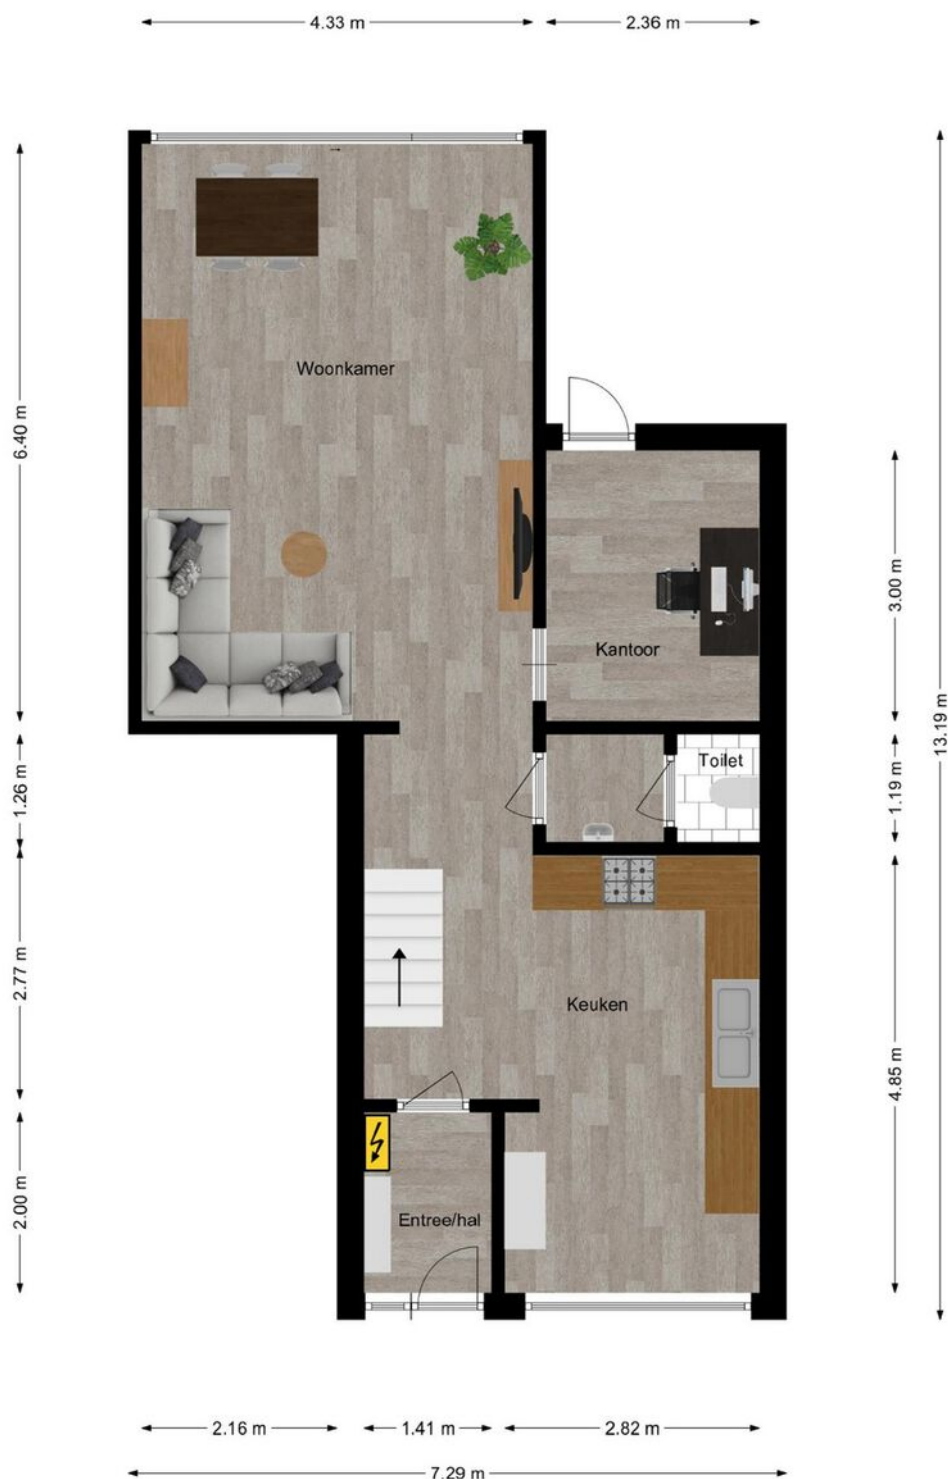 4.33 m
2.36 m
Woonkamer
6.40 m
3.00 m
Kantoor
13.19 m
Toilet
1.26 m
1.19 m
2.77 m
Keuken
4.85 m
2.00 m
Entree/hal
2.16 m
1.41 m
2.82 m
7.29 m